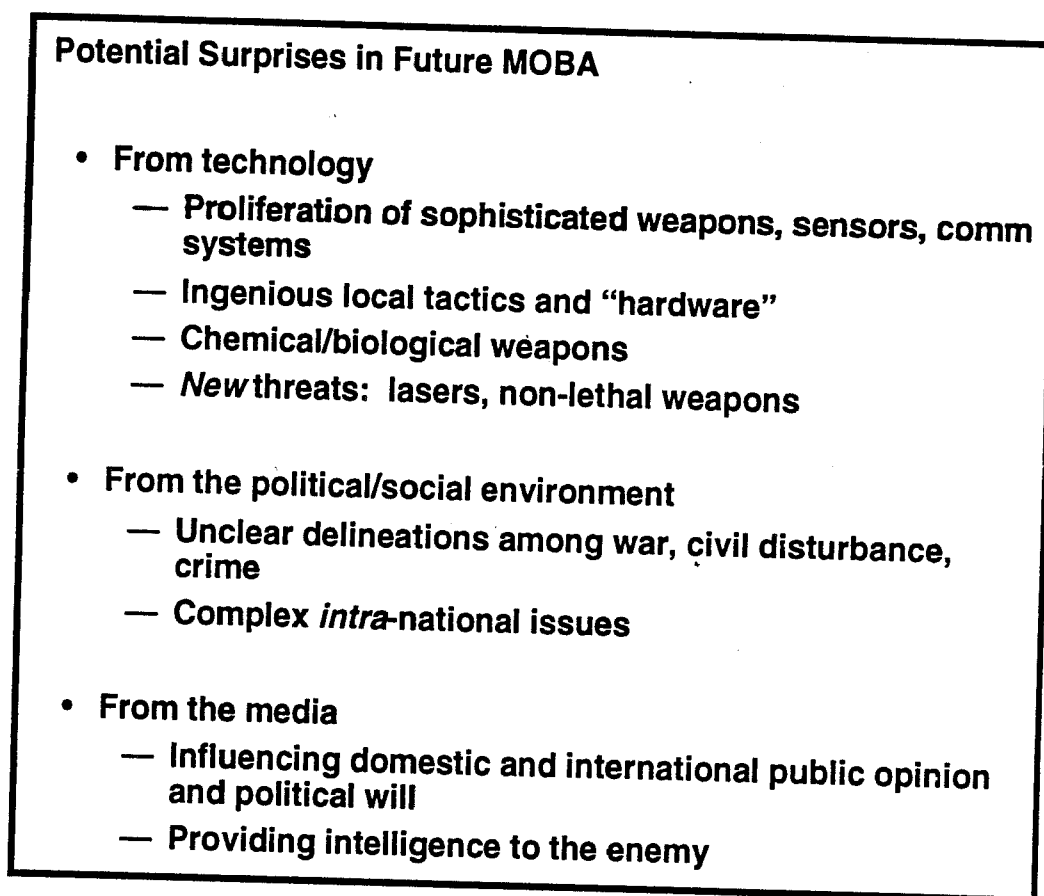 Potential Surprises in Future MOBA
• From technology
— Proliferation of sophisticated weapons, sensors, comm
systems
— Ingenious local tactics and “hardware”
— Chemical/biological weapons
— New threats: lasers, non-lethal weapons
• From the political/social environment
— Unclear delineations among war, civil disturbance,
crime
— Complex intra-national issues
• From the media
— Influencing domestic and international public opinion
and political will
— Providing intelligence to the enemy